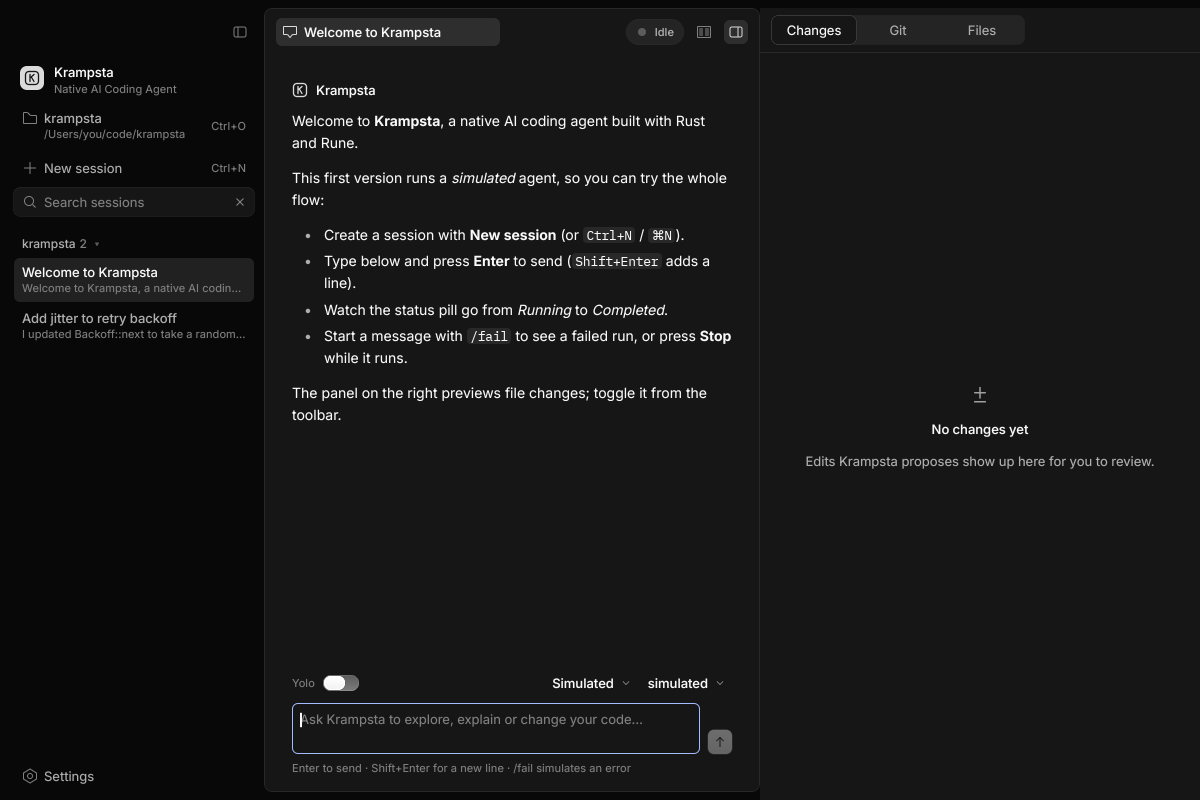 Krampsta
Native AI Coding Agent
krampsta
/Users/you/code/krampsta
Ctrl+O
New session
Ctrl+N
Search sessions
krampsta 2
Welcome to Krampsta
Welcome to Krampsta, a native AI codin...
Add jitter to retry backoff
I updated Backoff::next to take a random...
Settings
Welcome to Krampsta
Idle
Krampsta
Welcome to Krampsta, a native AI coding agent built with Rust
and Rune.
This first version runs a simulated agent, so you can try the whole
flow:
• Create a session with New session (or Ctrl+N / ⌘N).
• Type below and press Enter to send (Shift+Enter adds a
line).
• Watch the status pill go from Running to Completed.
• Start a message with /fail to see a failed run, or press Stop
while it runs.
The panel on the right previews file changes; toggle it from the
toolbar.
Yolo
Simulated
simulated
Ask Krampsta to explore, explain or change your code...
Enter to send · Shift+Enter for a new line · /fail simulates an error
Changes
Git
Files
No changes yet
Edits Krampsta proposes show up here for you to review.